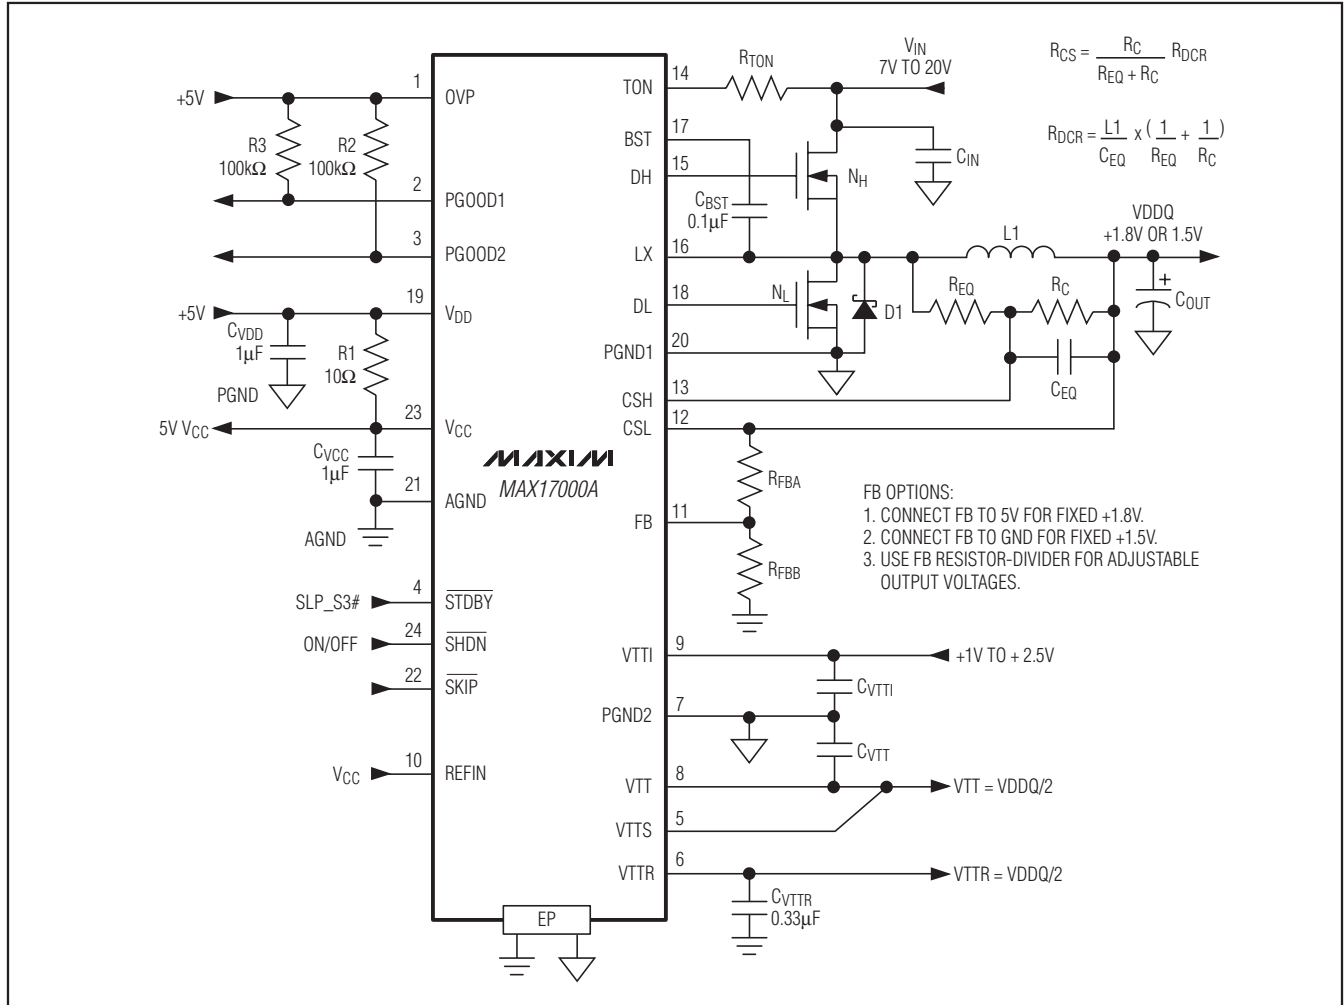 +5V
1
OVP
R3
100kΩ
R2
100kΩ
2
PGOOD1
3
PGOOD2
+5V
19
VDD
CVDD
1µF
PGND
R1
10Ω
5V VCC
23
VCC
CVCC
1µF
21
AGND
AGND
SLP_S3#
4
STDBY
ON/OFF
24
SHDN
22
SKIP
VCC
10
REFIN
EP
MAXIM
MAX17000A
TON
14
RTON
VIN
7V TO 20V
BST
17
DH
15
NH
CIN
CBST
0.1µF
LX
16
L1
VDDQ
+1.8V OR 1.5V
DL
18
NL
D1
REQ
RC
COUT
PGND1
20
CEQ
CSH
13
CSL
12
RFBA
FB
11
RFBB
RCS = RC / REQ + RC RDCR
RDCR = L1 / CEQ x ( 1 / REQ + 1 / RC )
FB OPTIONS:
1. CONNECT FB TO 5V FOR FIXED +1.8V.
2. CONNECT FB TO GND FOR FIXED +1.5V.
3. USE FB RESISTOR-DIVIDER FOR ADJUSTABLE
OUTPUT VOLTAGES.
VTTI
9
+1V TO + 2.5V
CVTTI
PGND2
7
CVTT
VTT
8
VTT = VDDQ/2
VTTS
5
VTTR
6
VTTR = VDDQ/2
CVTTR
0.33µF